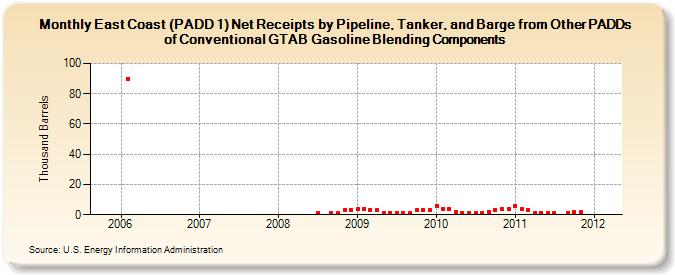 Monthly East Coast (PADD 1) Net Receipts by Pipeline, Tanker, and Barge from Other PADDs
of Conventional GTAB Gasoline Blending Components
Thousand Barrels
100
80
60
40
20
0
2006 2007 2008 2009 2010 2011 2012
Source: U.S. Energy Information Administration